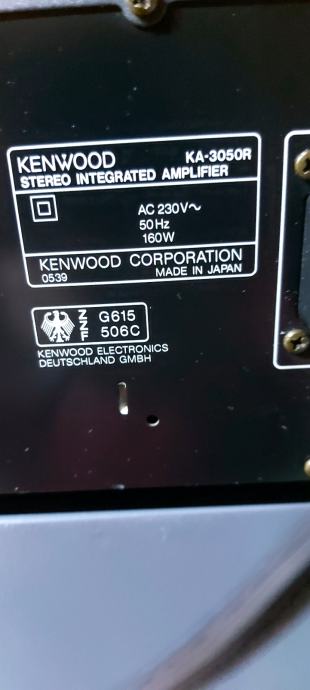 KENWOOD KA-3050R
STEREO INTEGRATED AMPLIFIER
AC 230V~
50Hz
160W
KENWOOD CORPORATION
0539 MADE IN JAPAN
ZZF G615
506C
KENWOOD ELECTRONICS
DEUTSCHLAND GMBH